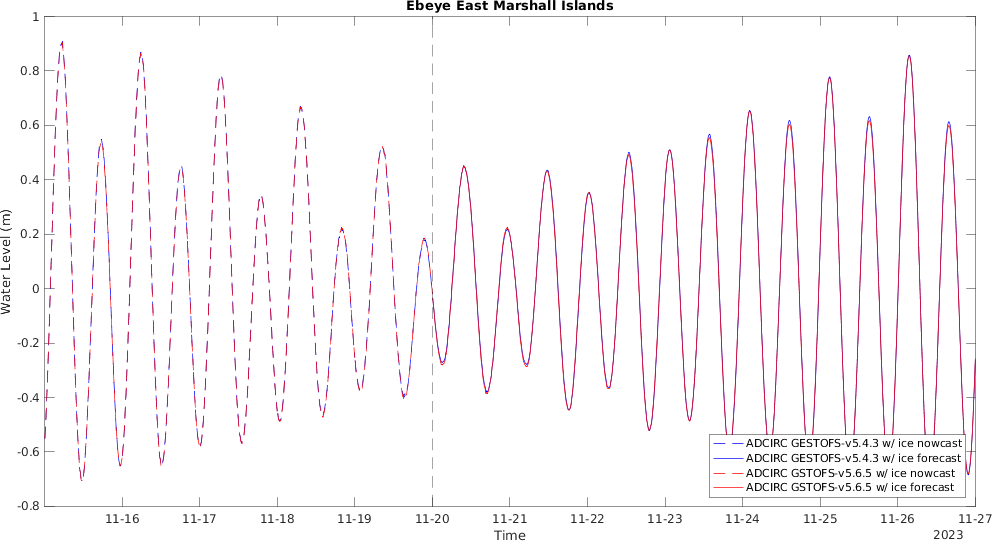 Ebeye East Marshall Islands
Water Level (m)
1
0.8
0.6
0.4
0.2
0
-0.2
-0.4
-0.6
-0.8
ADCIRC GESTOFS-v5.4.3 w/ ice nowcast
ADCIRC GESTOFS-v5.4.3 w/ ice forecast
ADCIRC GSTOFS-v5.6.5 w/ ice nowcast
ADCIRC GSTOFS-v5.6.5 w/ ice forecast
11-16 11-17 11-18 11-19 11-20 11-21 11-22 11-23 11-24 11-25 11-26 11-27
Time
2023